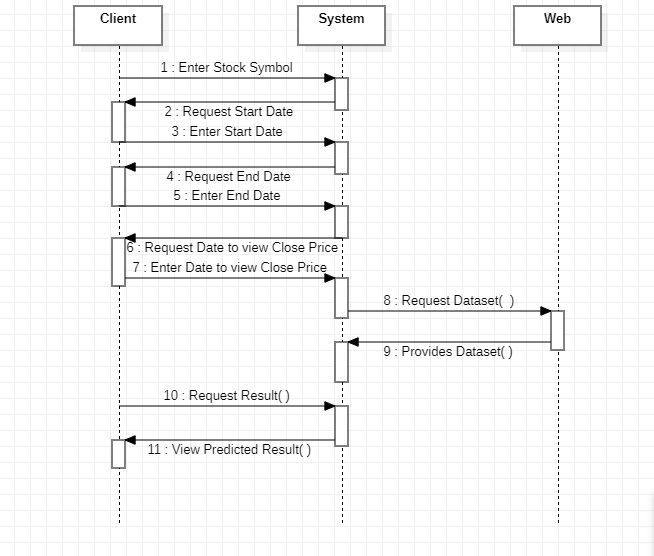 Client
System
Web
1 : Enter Stock Symbol
2 : Request Start Date
3 : Enter Start Date
4 : Request End Date
5 : Enter End Date
6 : Request Date to view Close Price
7 : Enter Date to view Close Price
8 : Request Dataset( )
9 : Provides Dataset( )
10 : Request Result( )
11 : View Predicted Result( )